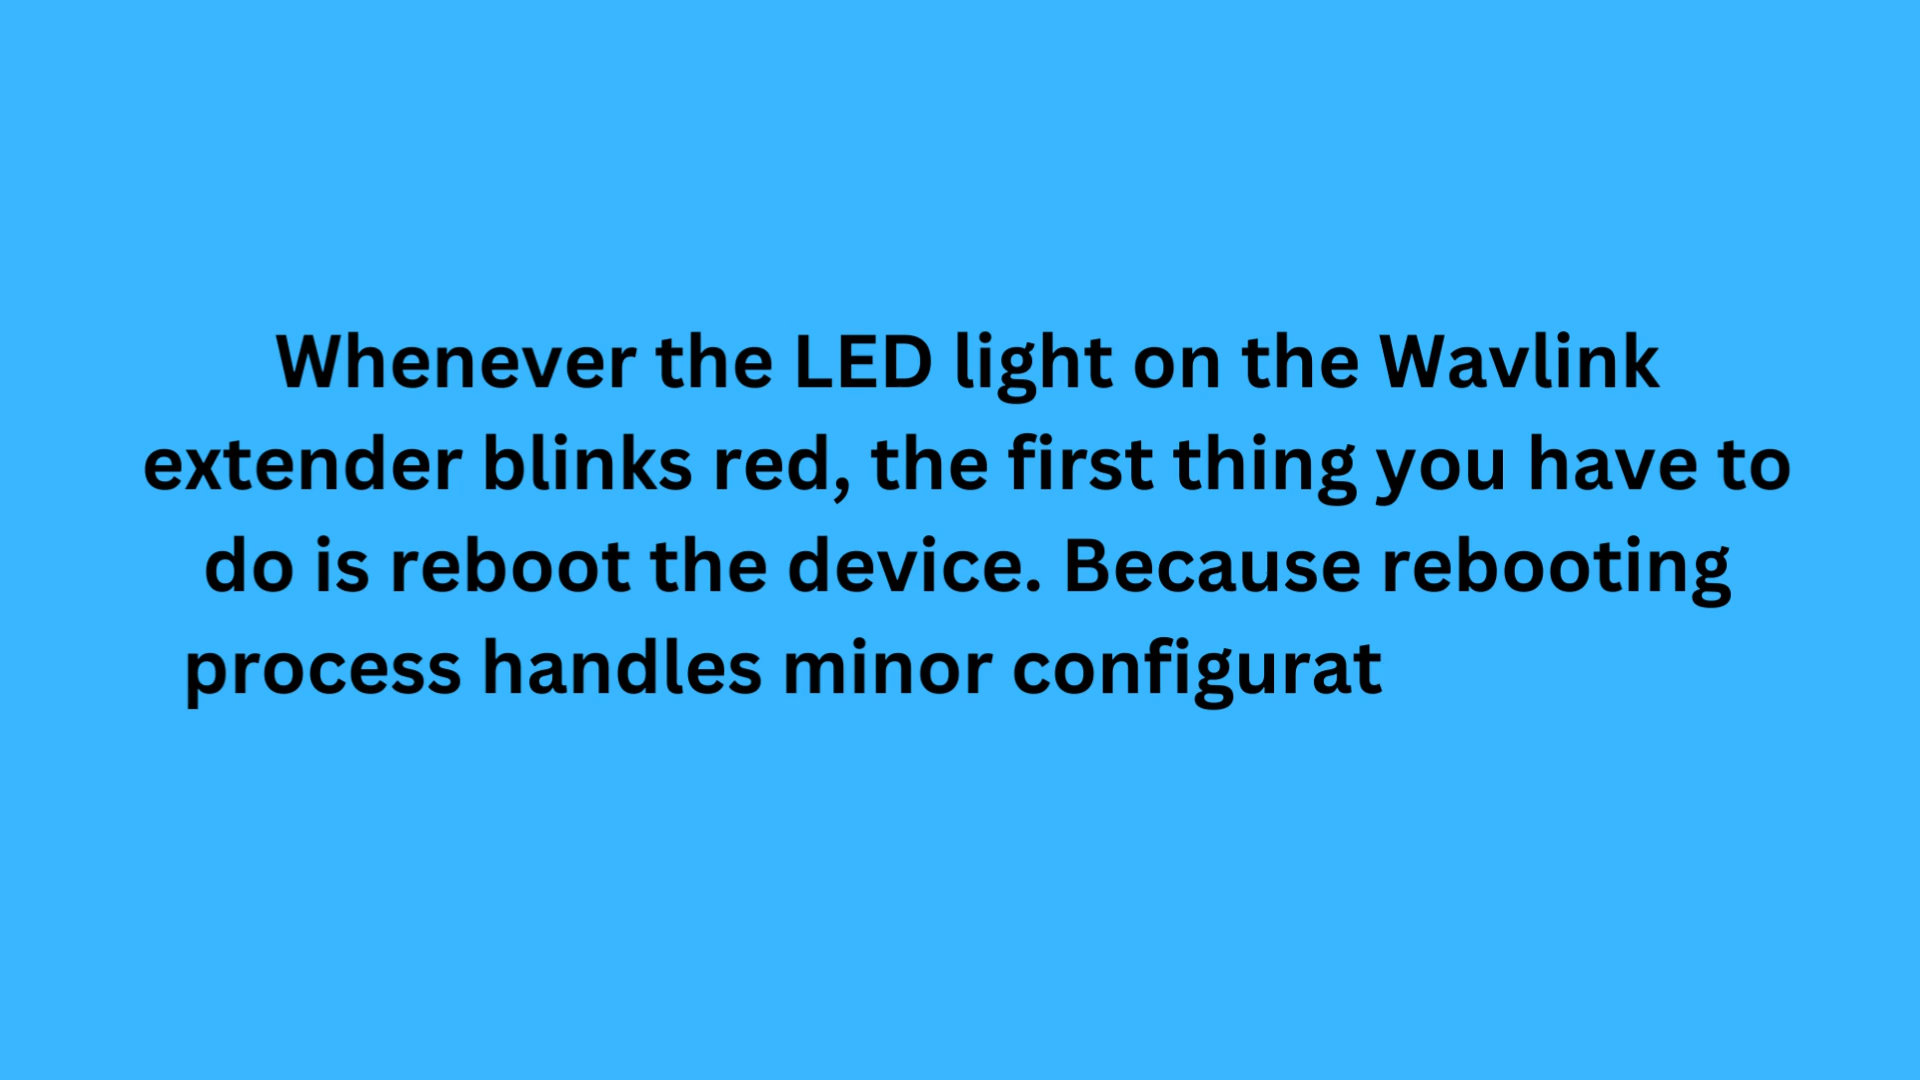 Whenever the LED light on the Wavlink
extender blinks red, the first thing you have to
do is reboot the device. Because rebooting
process handles minor configurat